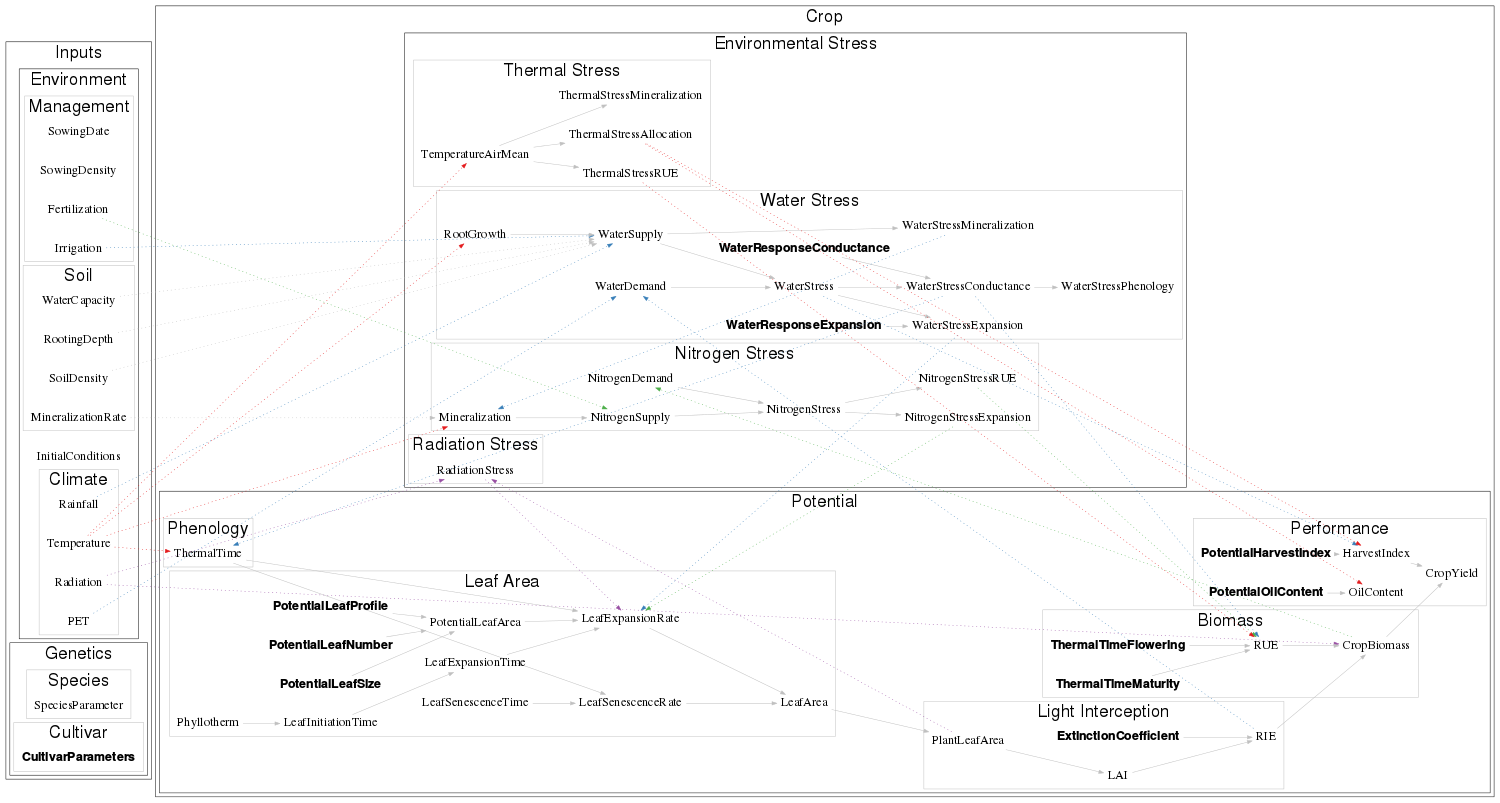 Inputs
Environment
Management
SowingDate
SowingDensity
Fertilization
Irrigation
Soil
WaterCapacity
RootingDepth
SoilDensity
MineralizationRate
InitialConditions
Climate
Rainfall
Temperature
Radiation
PET
Genetics
Species
SpeciesParameter
Cultivar
CultivarParameters
Crop
Environmental Stress
Thermal Stress
ThermalStressMineralization
ThermalStressAllocation
TemperatureAirMean
ThermalStressRUE
Water Stress
WaterStressMineralization
RootGrowth
WaterSupply
WaterResponseConductance
WaterDemand
WaterStress
WaterStressConductance
WaterStressPhenology
WaterResponseExpansion
WaterStressExpansion
Nitrogen Stress
NitrogenDemand
NitrogenStressRUE
NitrogenStress
Mineralization
NitrogenSupply
NitrogenStressExpansion
Radiation Stress
RadiationStress
Potential
Phenology
ThermalTime
Leaf Area
PotentialLeafProfile
PotentialLeafArea
LeafExpansionRate
PotentialLeafNumber
LeafExpansionTime
PotentialLeafSize
LeafSenescenceTime
LeafSenescenceRate
LeafArea
Phyllotherm
LeafInitiationTime
Performance
PotentialHarvestIndex
HarvestIndex
CropYield
PotentialOilContent
OilContent
Biomass
ThermalTimeFlowering
RUE
CropBiomass
ThermalTimeMaturity
Light Interception
PlantLeafArea
ExtinctionCoefficient
RIE
LAI